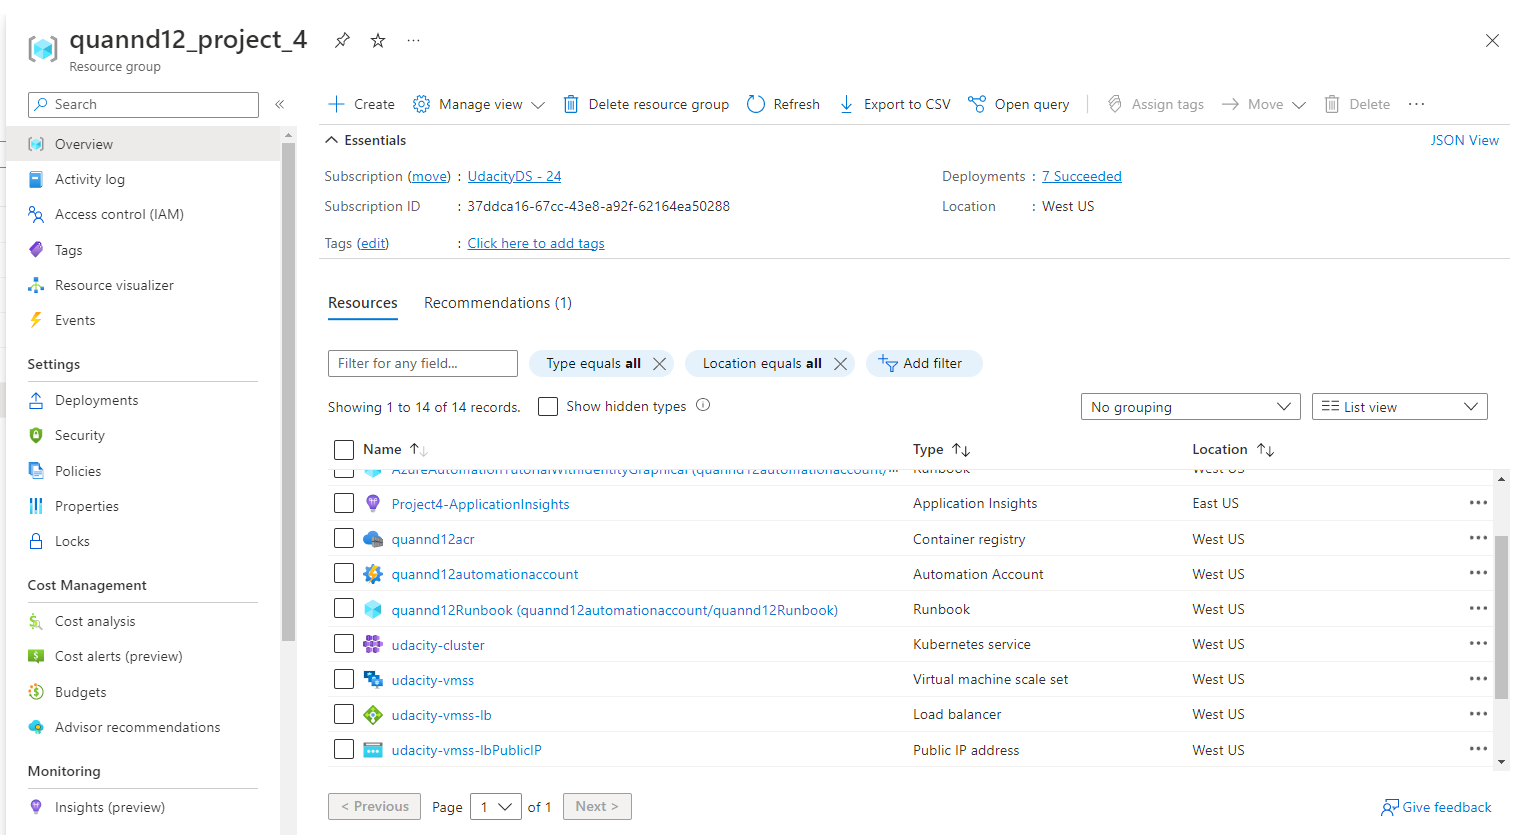 quannd12_project_4
Resource group
Search
Overview
Activity log
Access control (IAM)
Tags
Resource visualizer
Events
Settings
Deployments
Security
Policies
Properties
Locks
Cost Management
Cost analysis
Cost alerts (preview)
Budgets
Advisor recommendations
Monitoring
Insights (preview)
Create Manage view Delete resource group Refresh Export to CSV Open query Assign tags Move Delete
Essentials JSON View
Subscription (move) : UdacityDS - 24 Deployments : 7 Succeeded
Subscription ID : 37ddca16-67cc-43e8-a92f-62164ea50288 Location : West US
Tags (edit) : Click here to add tags
Resources Recommendations (1)
Filter for any field... Type equals all Location equals all Add filter
Showing 1 to 14 of 14 records. Show hidden types No grouping List view
Name Type Location
AzureAutomationTutorialWithIdentityGraphical (quannd12automationaccount/··· Runbook West US
Project4-ApplicationInsights Application Insights East US
quannd12acr Container registry West US
quannd12automationaccount Automation Account West US
quannd12Runbook (quannd12automationaccount/quannd12Runbook) Runbook West US
udacity-cluster Kubernetes service West US
udacity-vmss Virtual machine scale set West US
udacity-vmss-lb Load balancer West US
udacity-vmss-lbPublicIP Public IP address West US
< Previous Page 1 of 1 Next > Give feedback